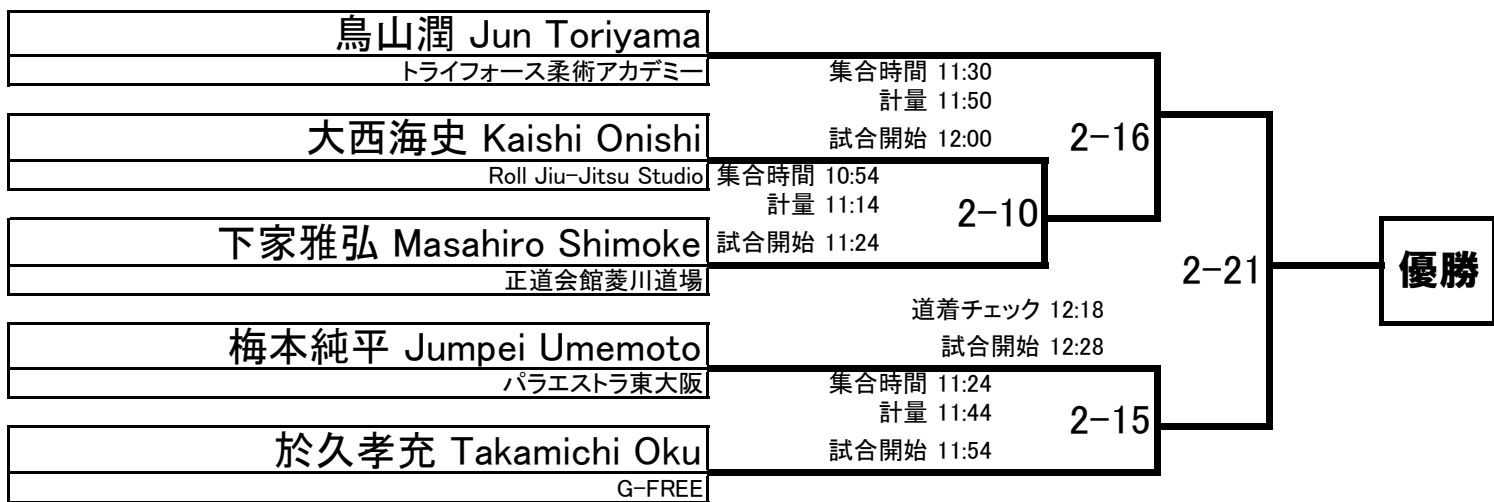 鳥山潤 Jun Toriyama
トライフォース柔術アカデミー
集合時間 11:30
計量 11:50
試合開始 12:00
2-16
大西海史 Kaishi Onishi
Roll Jiu-Jitsu Studio
集合時間 10:54
計量 11:14
試合開始 11:24
2-10
下家雅弘 Masahiro Shimoke
正道会館菱川道場
2-21
優勝
道着チェック 12:18
試合開始 12:28
梅本純平 Jumpei Umemoto
パラエストラ東大阪
集合時間 11:24
計量 11:44
試合開始 11:54
2-15
於久孝充 Takamichi Oku
G-FREE